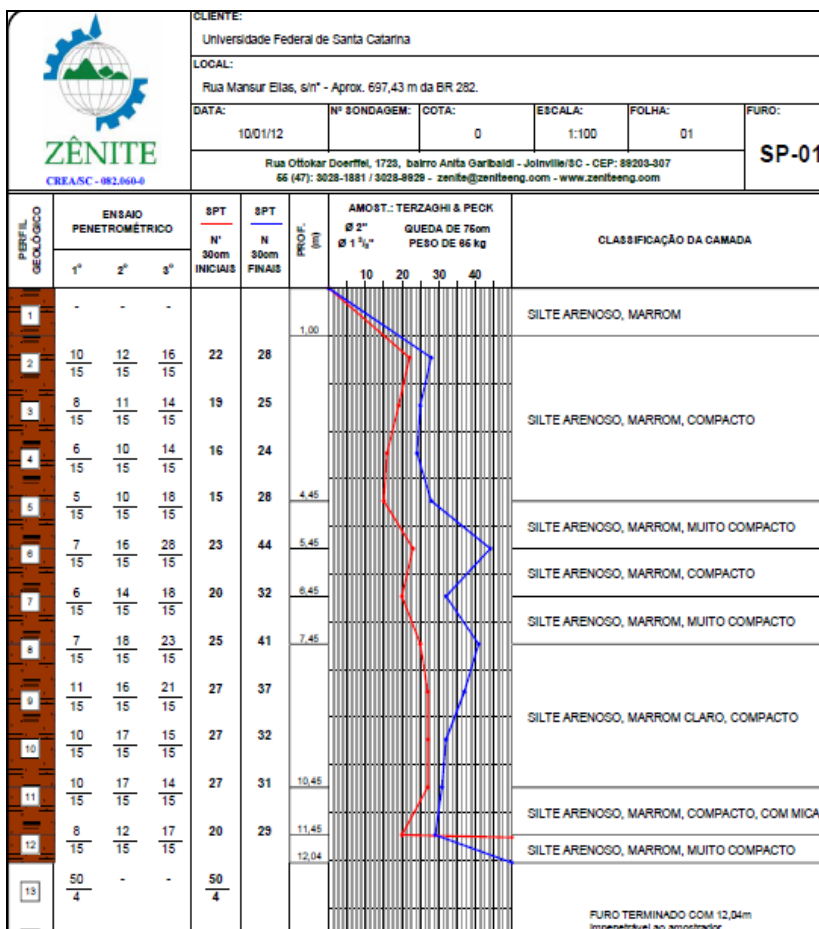 CLIENTE:
Universidade Federal de Santa Catarina
LOCAL:
Rua Mansur Elias, s/nº - Aprox. 697,43 m da BR 282.
DATA: Nº SONDAGEM: COTA: ESCALA: FOLHA: FURO:
10/01/12 0 1:100 01 SP-01
ZÊNITE
CREA/SC - 082.060-0
Rua Ottokar Doerffel, 1723, bairro Anita Garibaldi - Joinville/SC - CEP: 89203-307
55 (47): 3028-1881 / 3028-9929 - zenite@zeniteeng.com - www.zeniteeng.com
PERFIL GEOLÓGICO
ENSAIO PENETROMÉTRICO
1º 2º 3º
SPT N' 30cm INICIAIS
SPT N 30cm FINAIS
PROF. (m)
AMOST.: TERZAGHI & PECK
Ø 2" QUEDA DE 75cm
Ø 1 3/8" PESO DE 65 kg
10 20 30 40
CLASSIFICAÇÃO DA CAMADA
1 - - - SILTE ARENOSO, MARROM
1,00
2 10/15 12/15 16/15 22 28
3 8/15 11/15 14/15 19 25 SILTE ARENOSO, MARROM, COMPACTO
4 6/15 10/15 14/15 16 24
5 5/15 10/15 18/15 15 28 4,45
SILTE ARENOSO, MARROM, MUITO COMPACTO
6 7/15 16/15 28/15 23 44 5,45
SILTE ARENOSO, MARROM, COMPACTO
7 6/15 14/15 18/15 20 32 6,45
SILTE ARENOSO, MARROM, MUITO COMPACTO
8 7/15 18/15 23/15 25 41 7,45
9 11/15 16/15 21/15 27 37
SILTE ARENOSO, MARROM CLARO, COMPACTO
10 10/15 17/15 15/15 27 32
11 10/15 17/15 14/15 27 31 10,45
SILTE ARENOSO, MARROM, COMPACTO, COM MICA
12 8/15 12/15 17/15 20 29 11,45
SILTE ARENOSO, MARROM, MUITO COMPACTO
12,04
13 50/4 - - 50/4
FURO TERMINADO COM 12,04m
Impenetrável ao amostrador